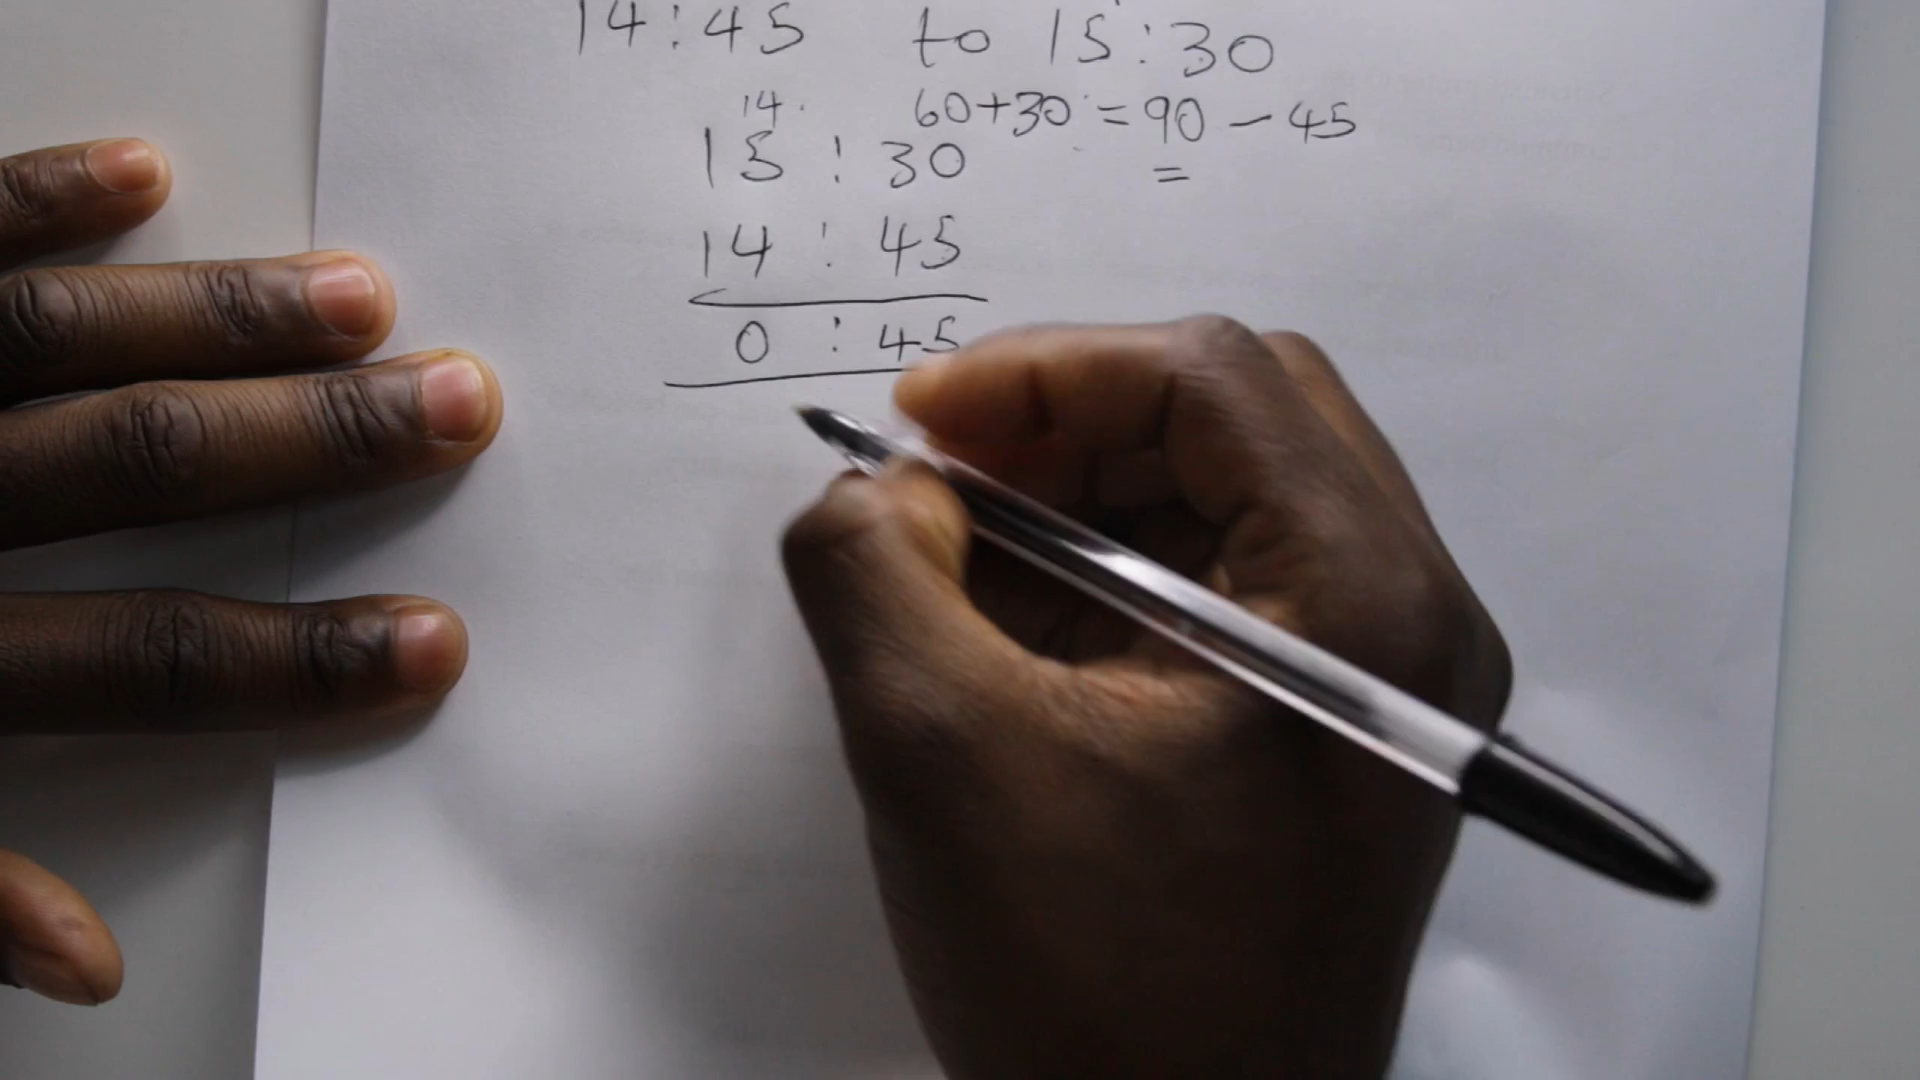 14:45 to 15:30
14. 60+30 = 90 - 45
15 : 30 =
14 : 45
0 : 45